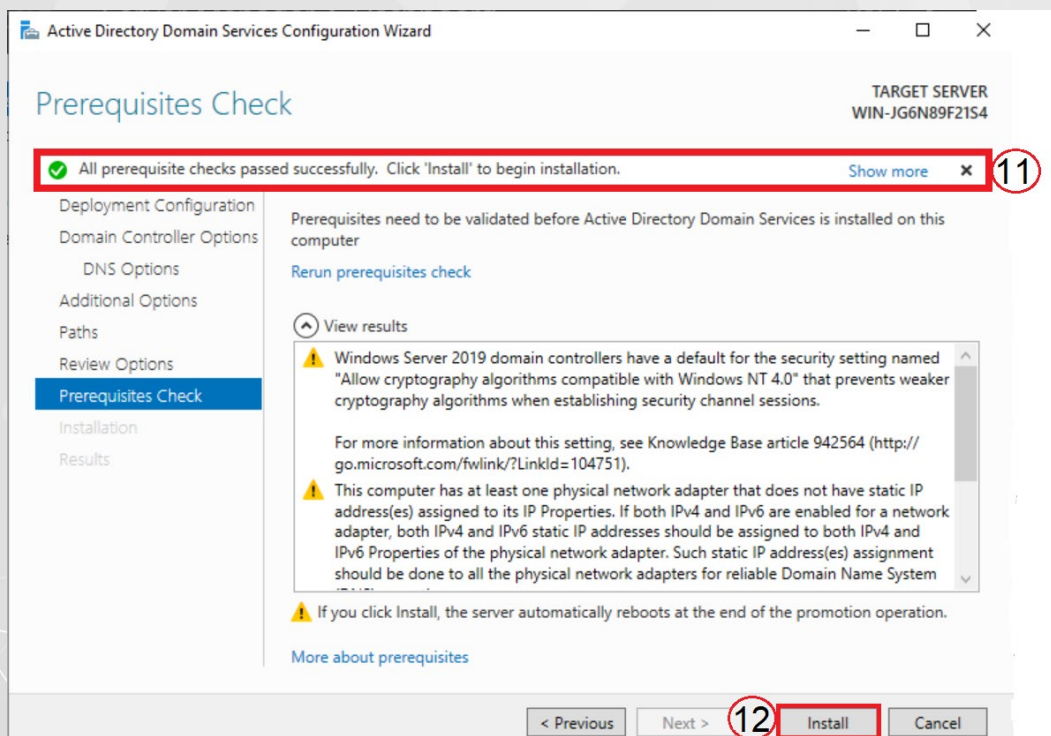 Active Directory Domain Services Configuration Wizard
Prerequisites Check
TARGET SERVER
WIN-JG6N89F21S4
All prerequisite checks passed successfully. Click 'Install' to begin installation.
Show more
11
Deployment Configuration
Domain Controller Options
DNS Options
Additional Options
Paths
Review Options
Prerequisites Check
Installation
Results
Prerequisites need to be validated before Active Directory Domain Services is installed on this
computer
Rerun prerequisites check
View results
Windows Server 2019 domain controllers have a default for the security setting named
"Allow cryptography algorithms compatible with Windows NT 4.0" that prevents weaker
cryptography algorithms when establishing security channel sessions.
For more information about this setting, see Knowledge Base article 942564 (http://
go.microsoft.com/fwlink/?LinkId=104751).
This computer has at least one physical network adapter that does not have static IP
address(es) assigned to its IP Properties. If both IPv4 and IPv6 are enabled for a network
adapter, both IPv4 and IPv6 static IP addresses should be assigned to both IPv4 and
IPv6 Properties of the physical network adapter. Such static IP address(es) assignment
should be done to all the physical network adapters for reliable Domain Name System
If you click Install, the server automatically reboots at the end of the promotion operation.
More about prerequisites
< Previous
Next >
12
Install
Cancel